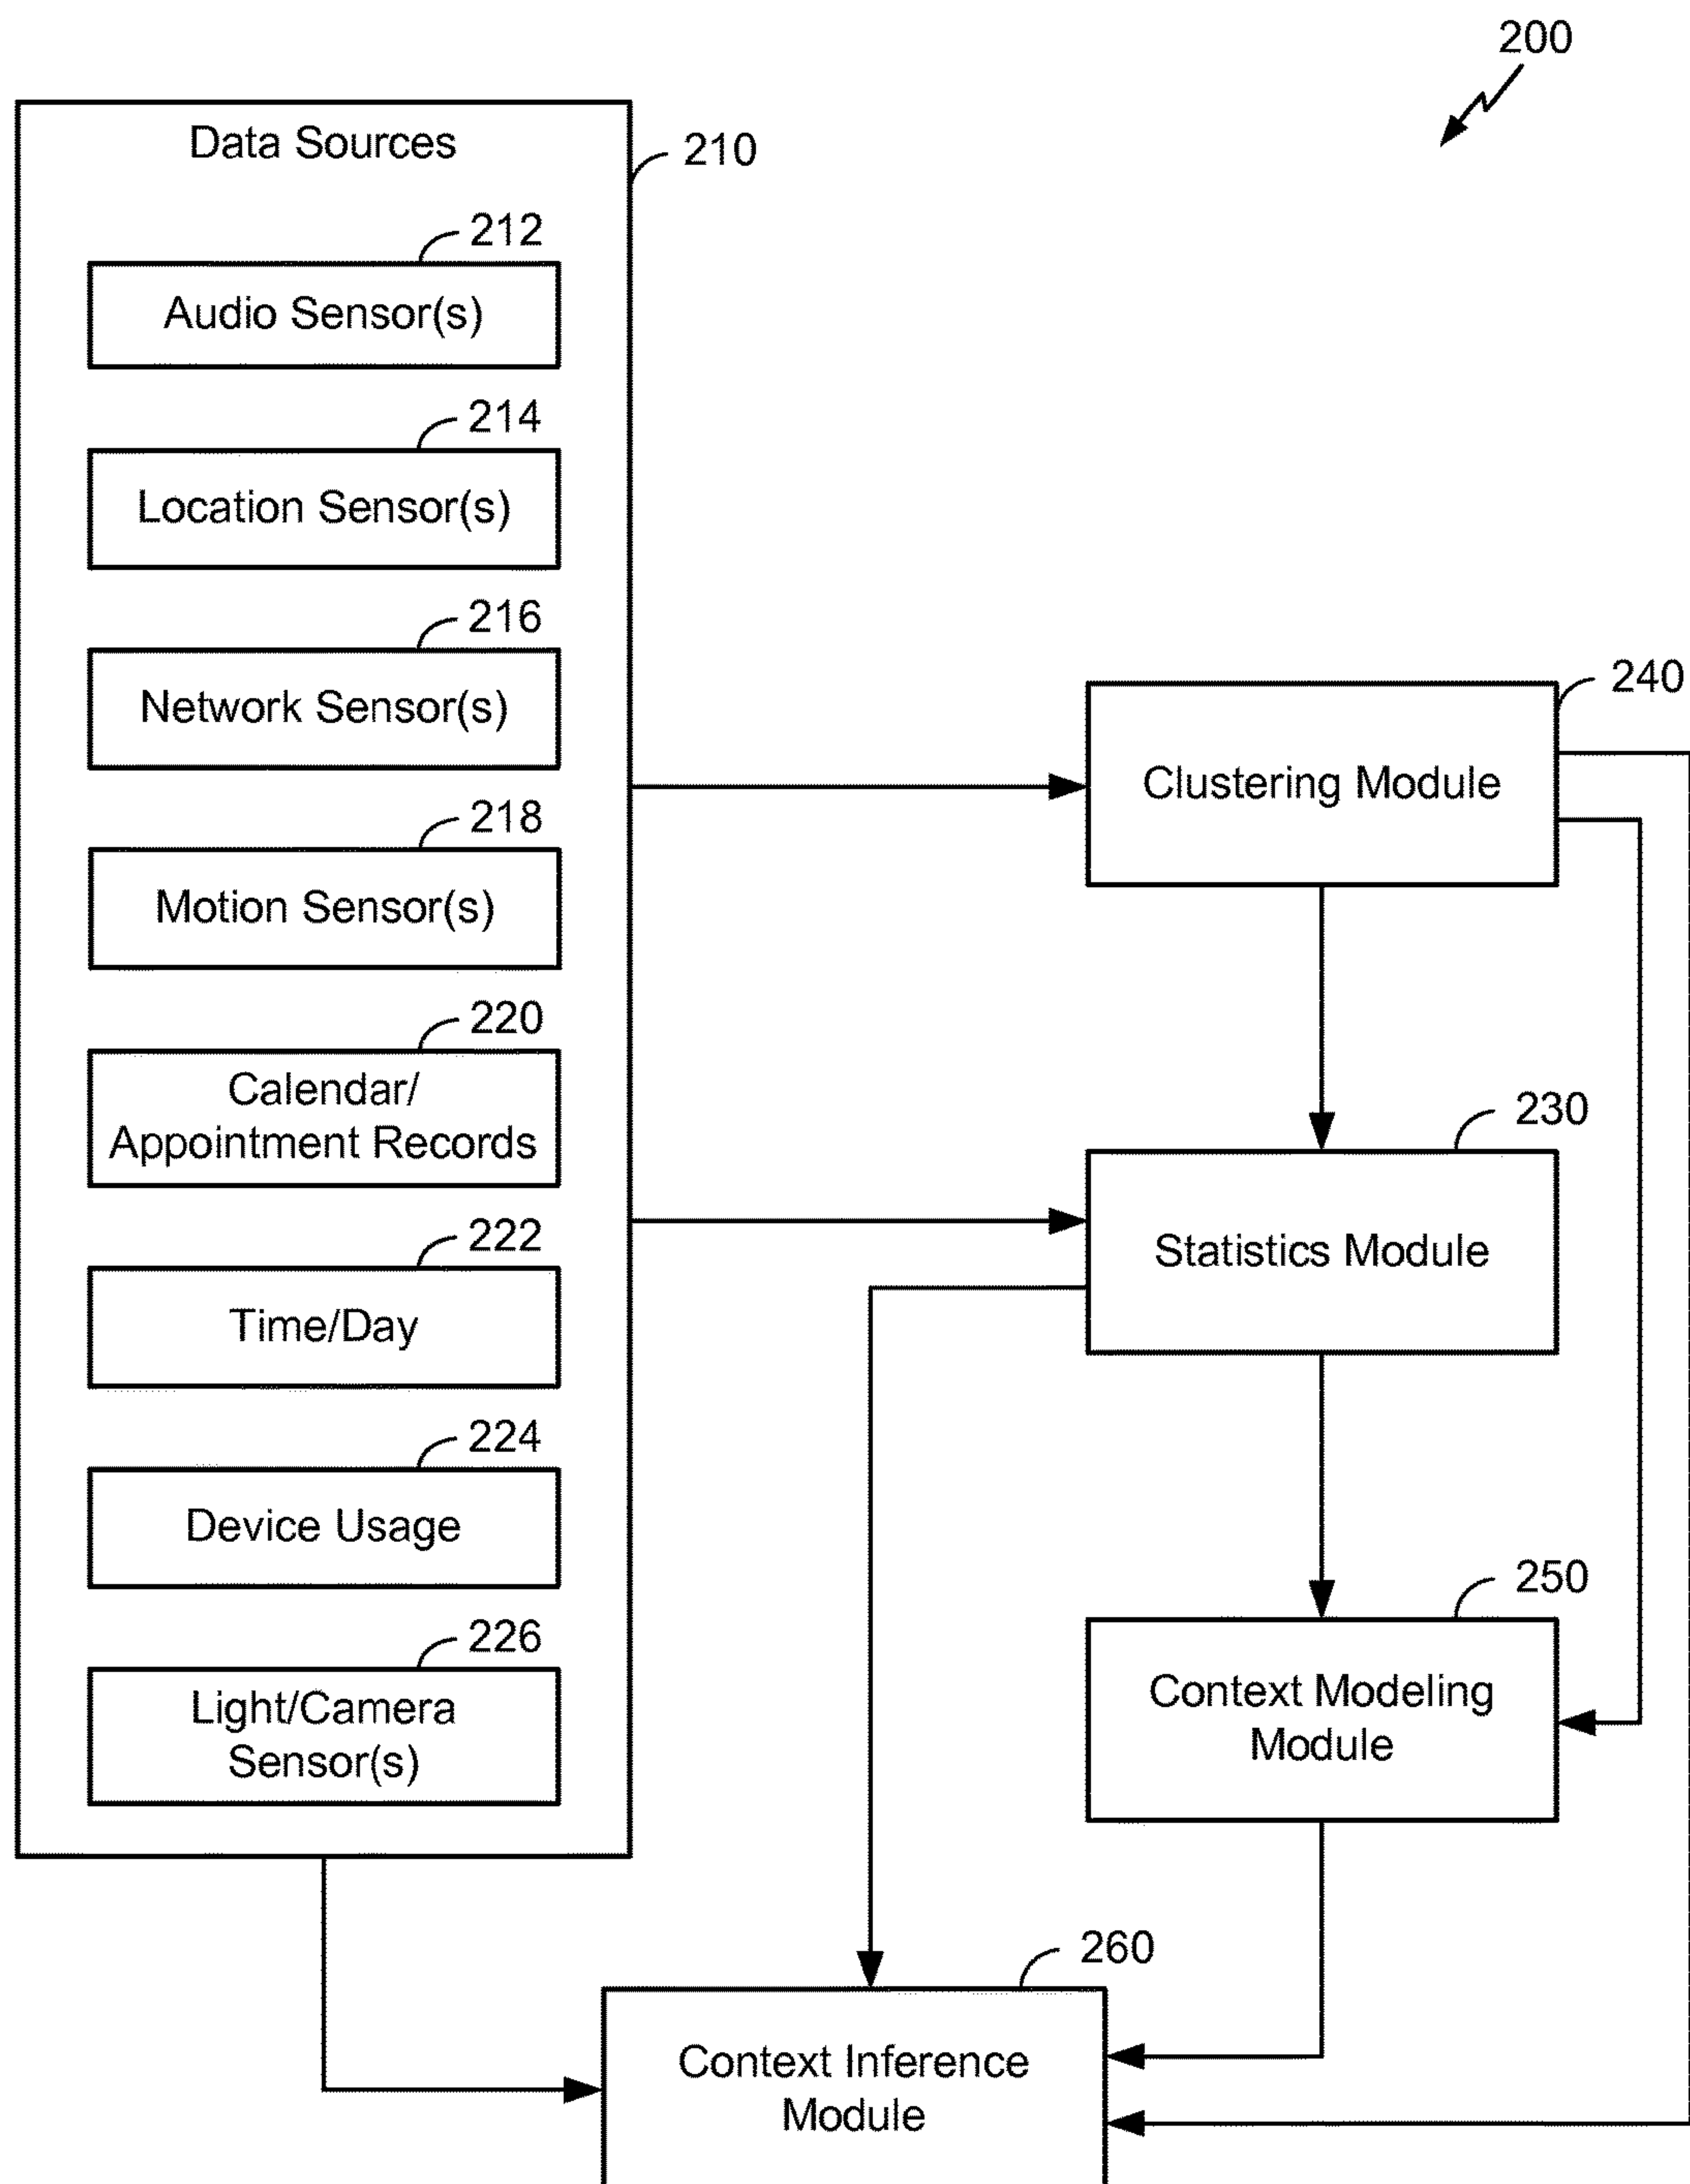 200
Data Sources
210
212
Audio Sensor(s)
214
Location Sensor(s)
216
Network Sensor(s)
218
Motion Sensor(s)
220
Calendar/
Appointment Records
222
Time/Day
224
Device Usage
226
Light/Camera
Sensor(s)
240
Clustering Module
230
Statistics Module
250
Context Modeling
Module
260
Context Inference
Module